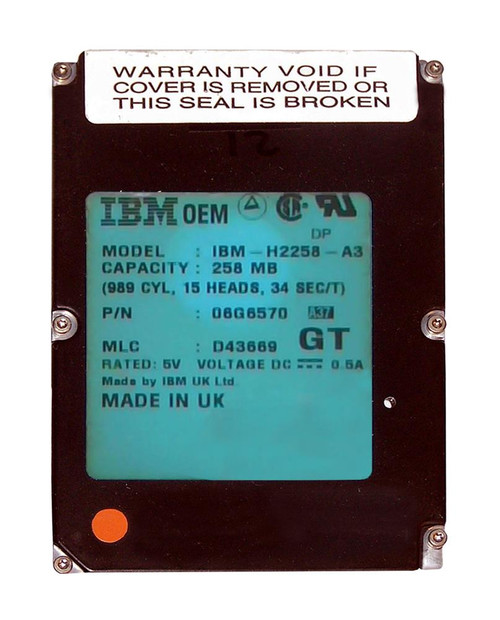 WARRANTY VOID IF
COVER IS REMOVED OR
THIS SEAL IS BROKEN
12
IBM OEM
DP
MODEL : IBM-H2258-A3
CAPACITY : 258 MB
(989 CYL, 15 HEADS, 34 SEC/T)
P/N : 06G6570 A37
MLC : D43669 GT
RATED: 5V VOLTAGE DC 0.5A
Made by IBM UK Ltd
MADE IN UK